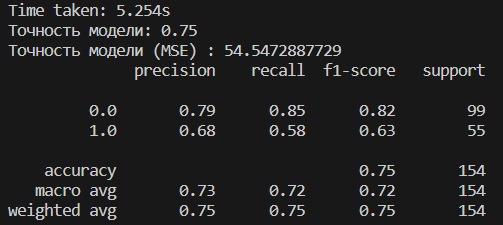 Time taken: 5.254s
Точность модели: 0.75
Точность модели (MSE) : 54.5472887729
precision recall f1-score support
0.0 0.79 0.85 0.82 99
1.0 0.68 0.58 0.63 55
accuracy 0.75 154
macro avg 0.73 0.72 0.72 154
weighted avg 0.75 0.75 0.75 154